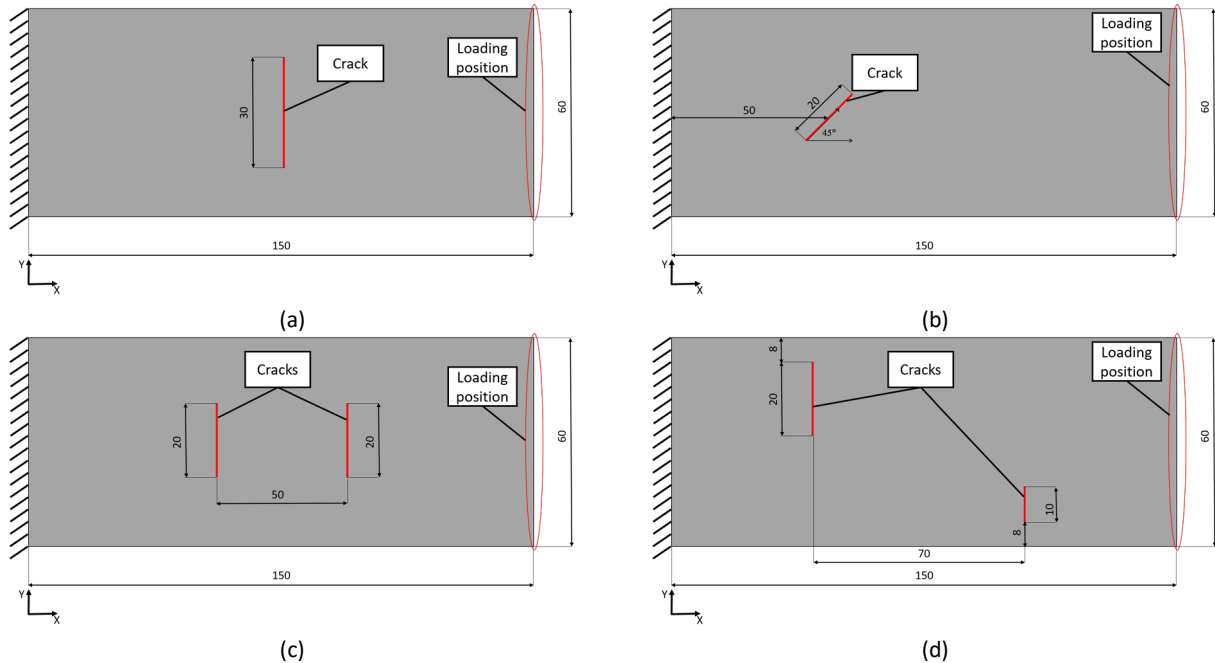 Crack
Loading
position
30
60
150
Y
X
(a)
Loading
position
Crack
20
50
45°
60
150
Y
X
(b)
Cracks
Loading
position
20
20
50
60
150
Y
X
(c)
8
Cracks
Loading
position
20
60
10
8
70
150
Y
X
(d)